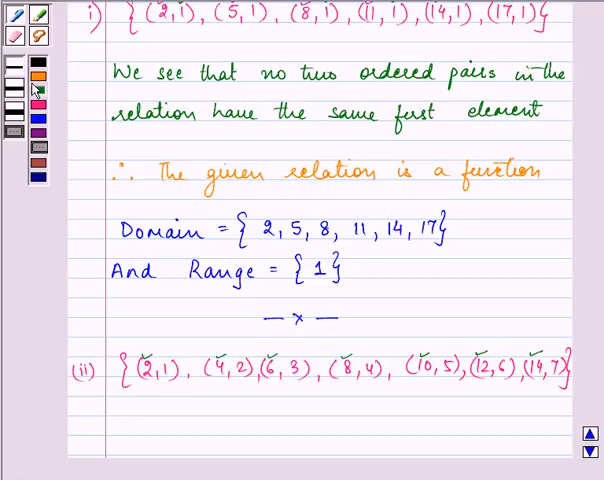 i) { (2,1), (5,1), (8,1), (11,1), (14,1), (17,1)}
We see that no two ordered pairs in the
relation have the same first element
∴ The given relation is a function
Domain = { 2, 5, 8, 11, 14, 17}
And Range = { 1}
— x —
(ii) { (2,1), (4,2),(6,3), (8,4), (10,5),(12,6),(14,7)}